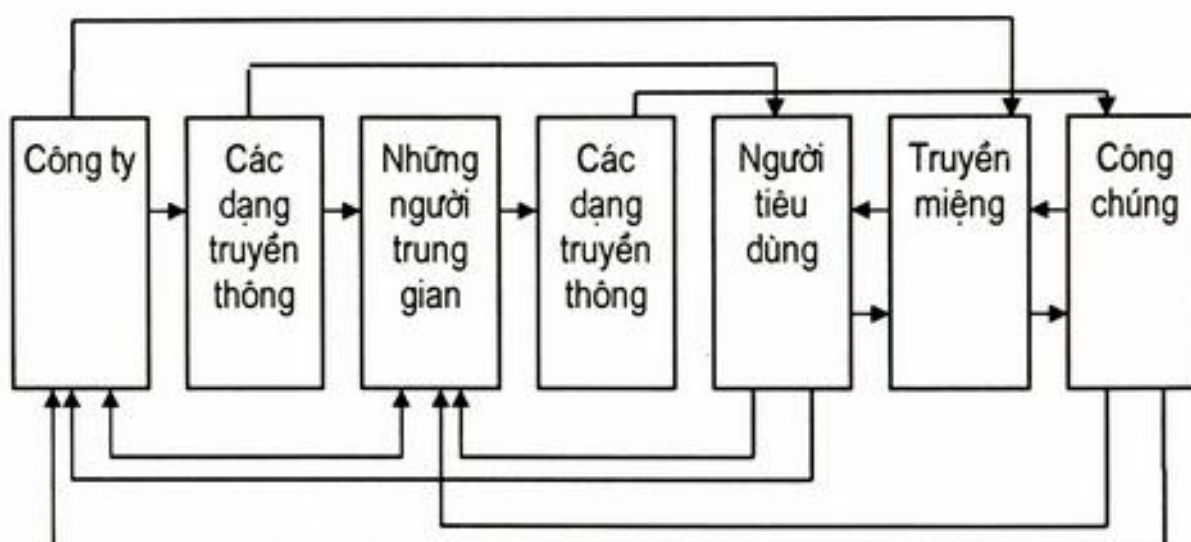 Công ty
Các
dạng
truyền
thông
Những
người
trung
gian
Các
dạng
truyền
thông
Người
tiêu
dùng
Truyền
miệng
Công
chúng